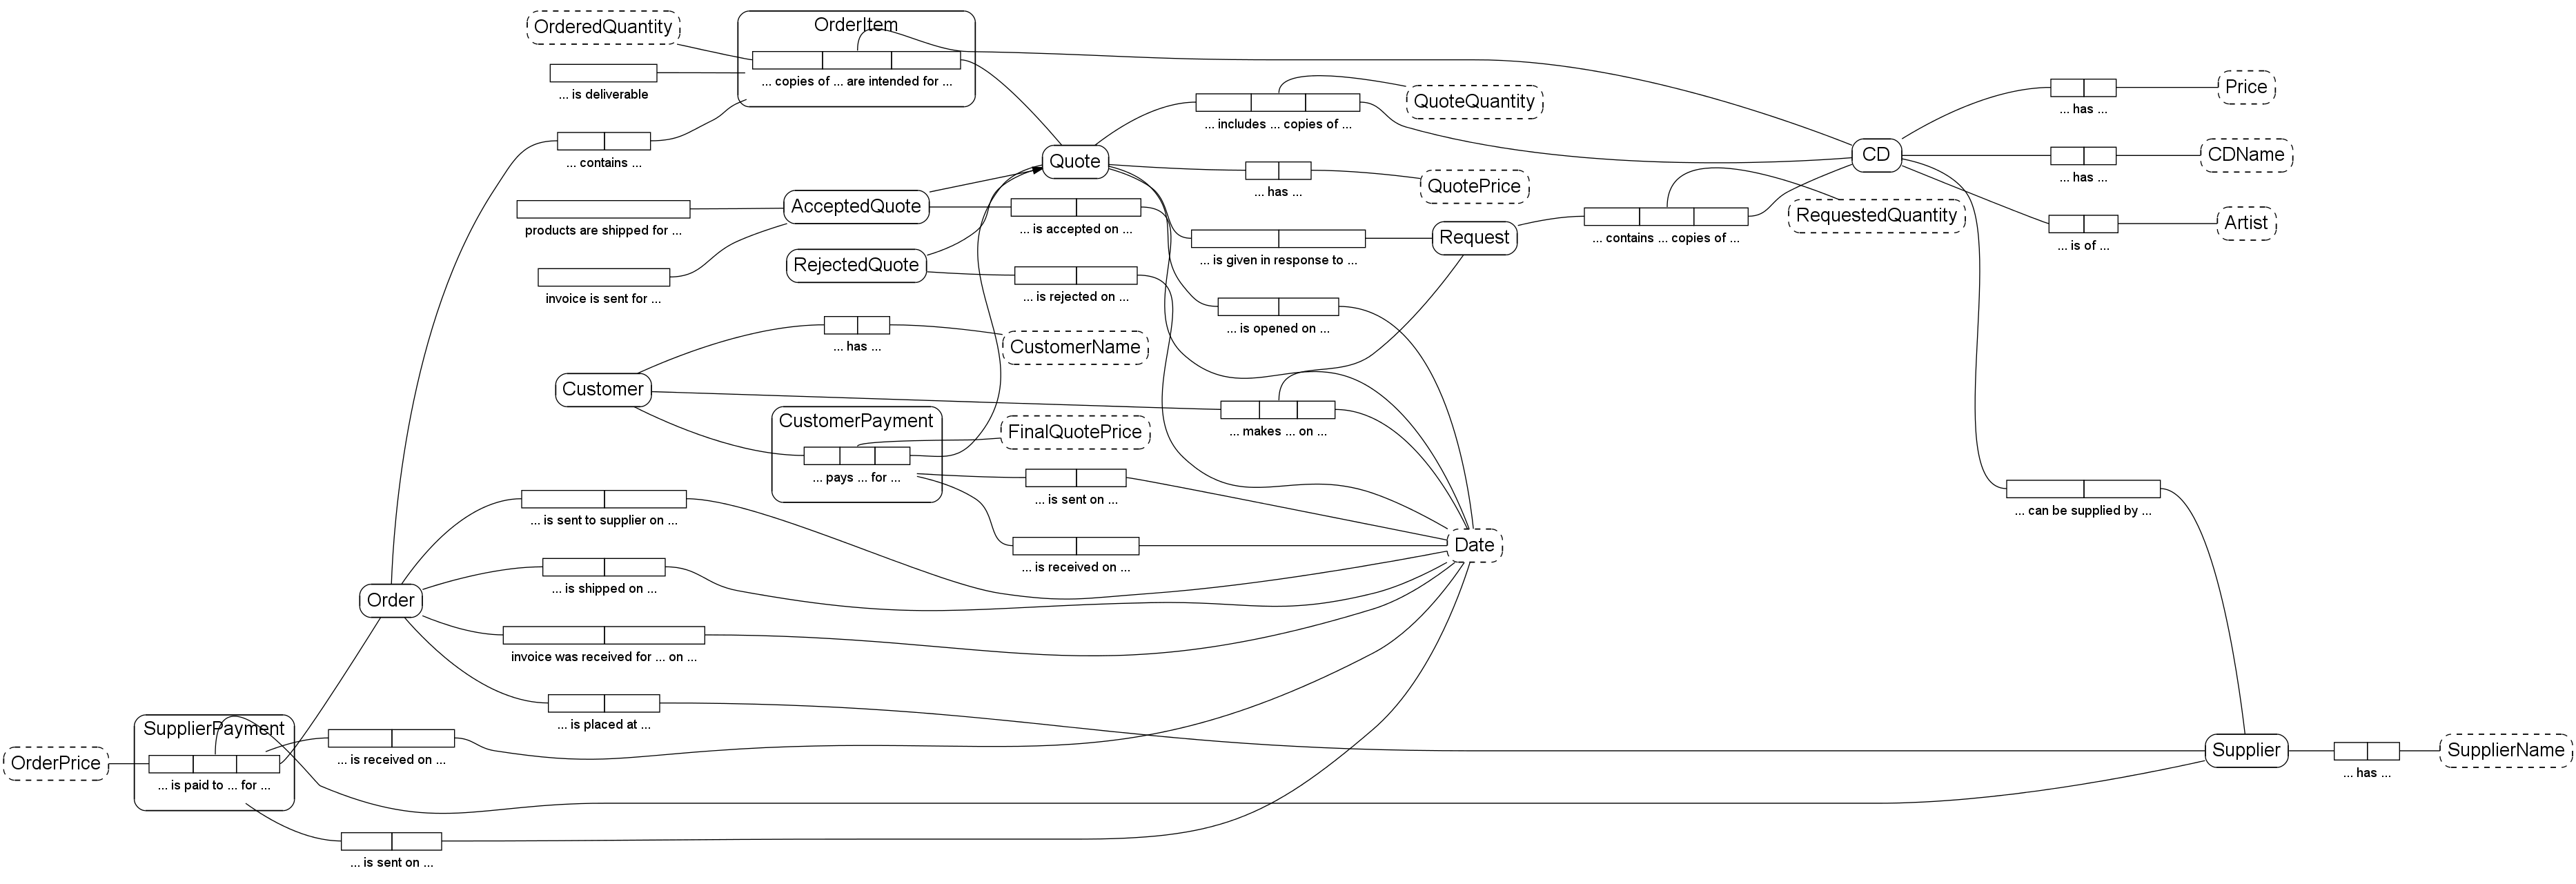 OrderedQuantity
OrderItem
... copies of ... are intended for ...
... is deliverable
... contains ...
QuoteQuantity
... includes ... copies of ...
Price
... has ...
Quote
CD
CDName
... has ...
QuotePrice
... has ...
AcceptedQuote
products are shipped for ...
... is accepted on ...
Request
RequestedQuantity
... contains ... copies of ...
Artist
... is of ...
RejectedQuote
invoice is sent for ...
... is rejected on ...
... is given in response to ...
... is opened on ...
... has ...
CustomerName
Customer
CustomerPayment
... pays ... for ...
FinalQuotePrice
... makes ... on ...
... is sent on ...
... is sent to supplier on ...
... can be supplied by ...
... is received on ...
Date
... is shipped on ...
Order
invoice was received for ... on ...
... is placed at ...
SupplierPayment
OrderPrice
... is paid to ... for ...
... is received on ...
Supplier
... has ...
SupplierName
... is sent on ...